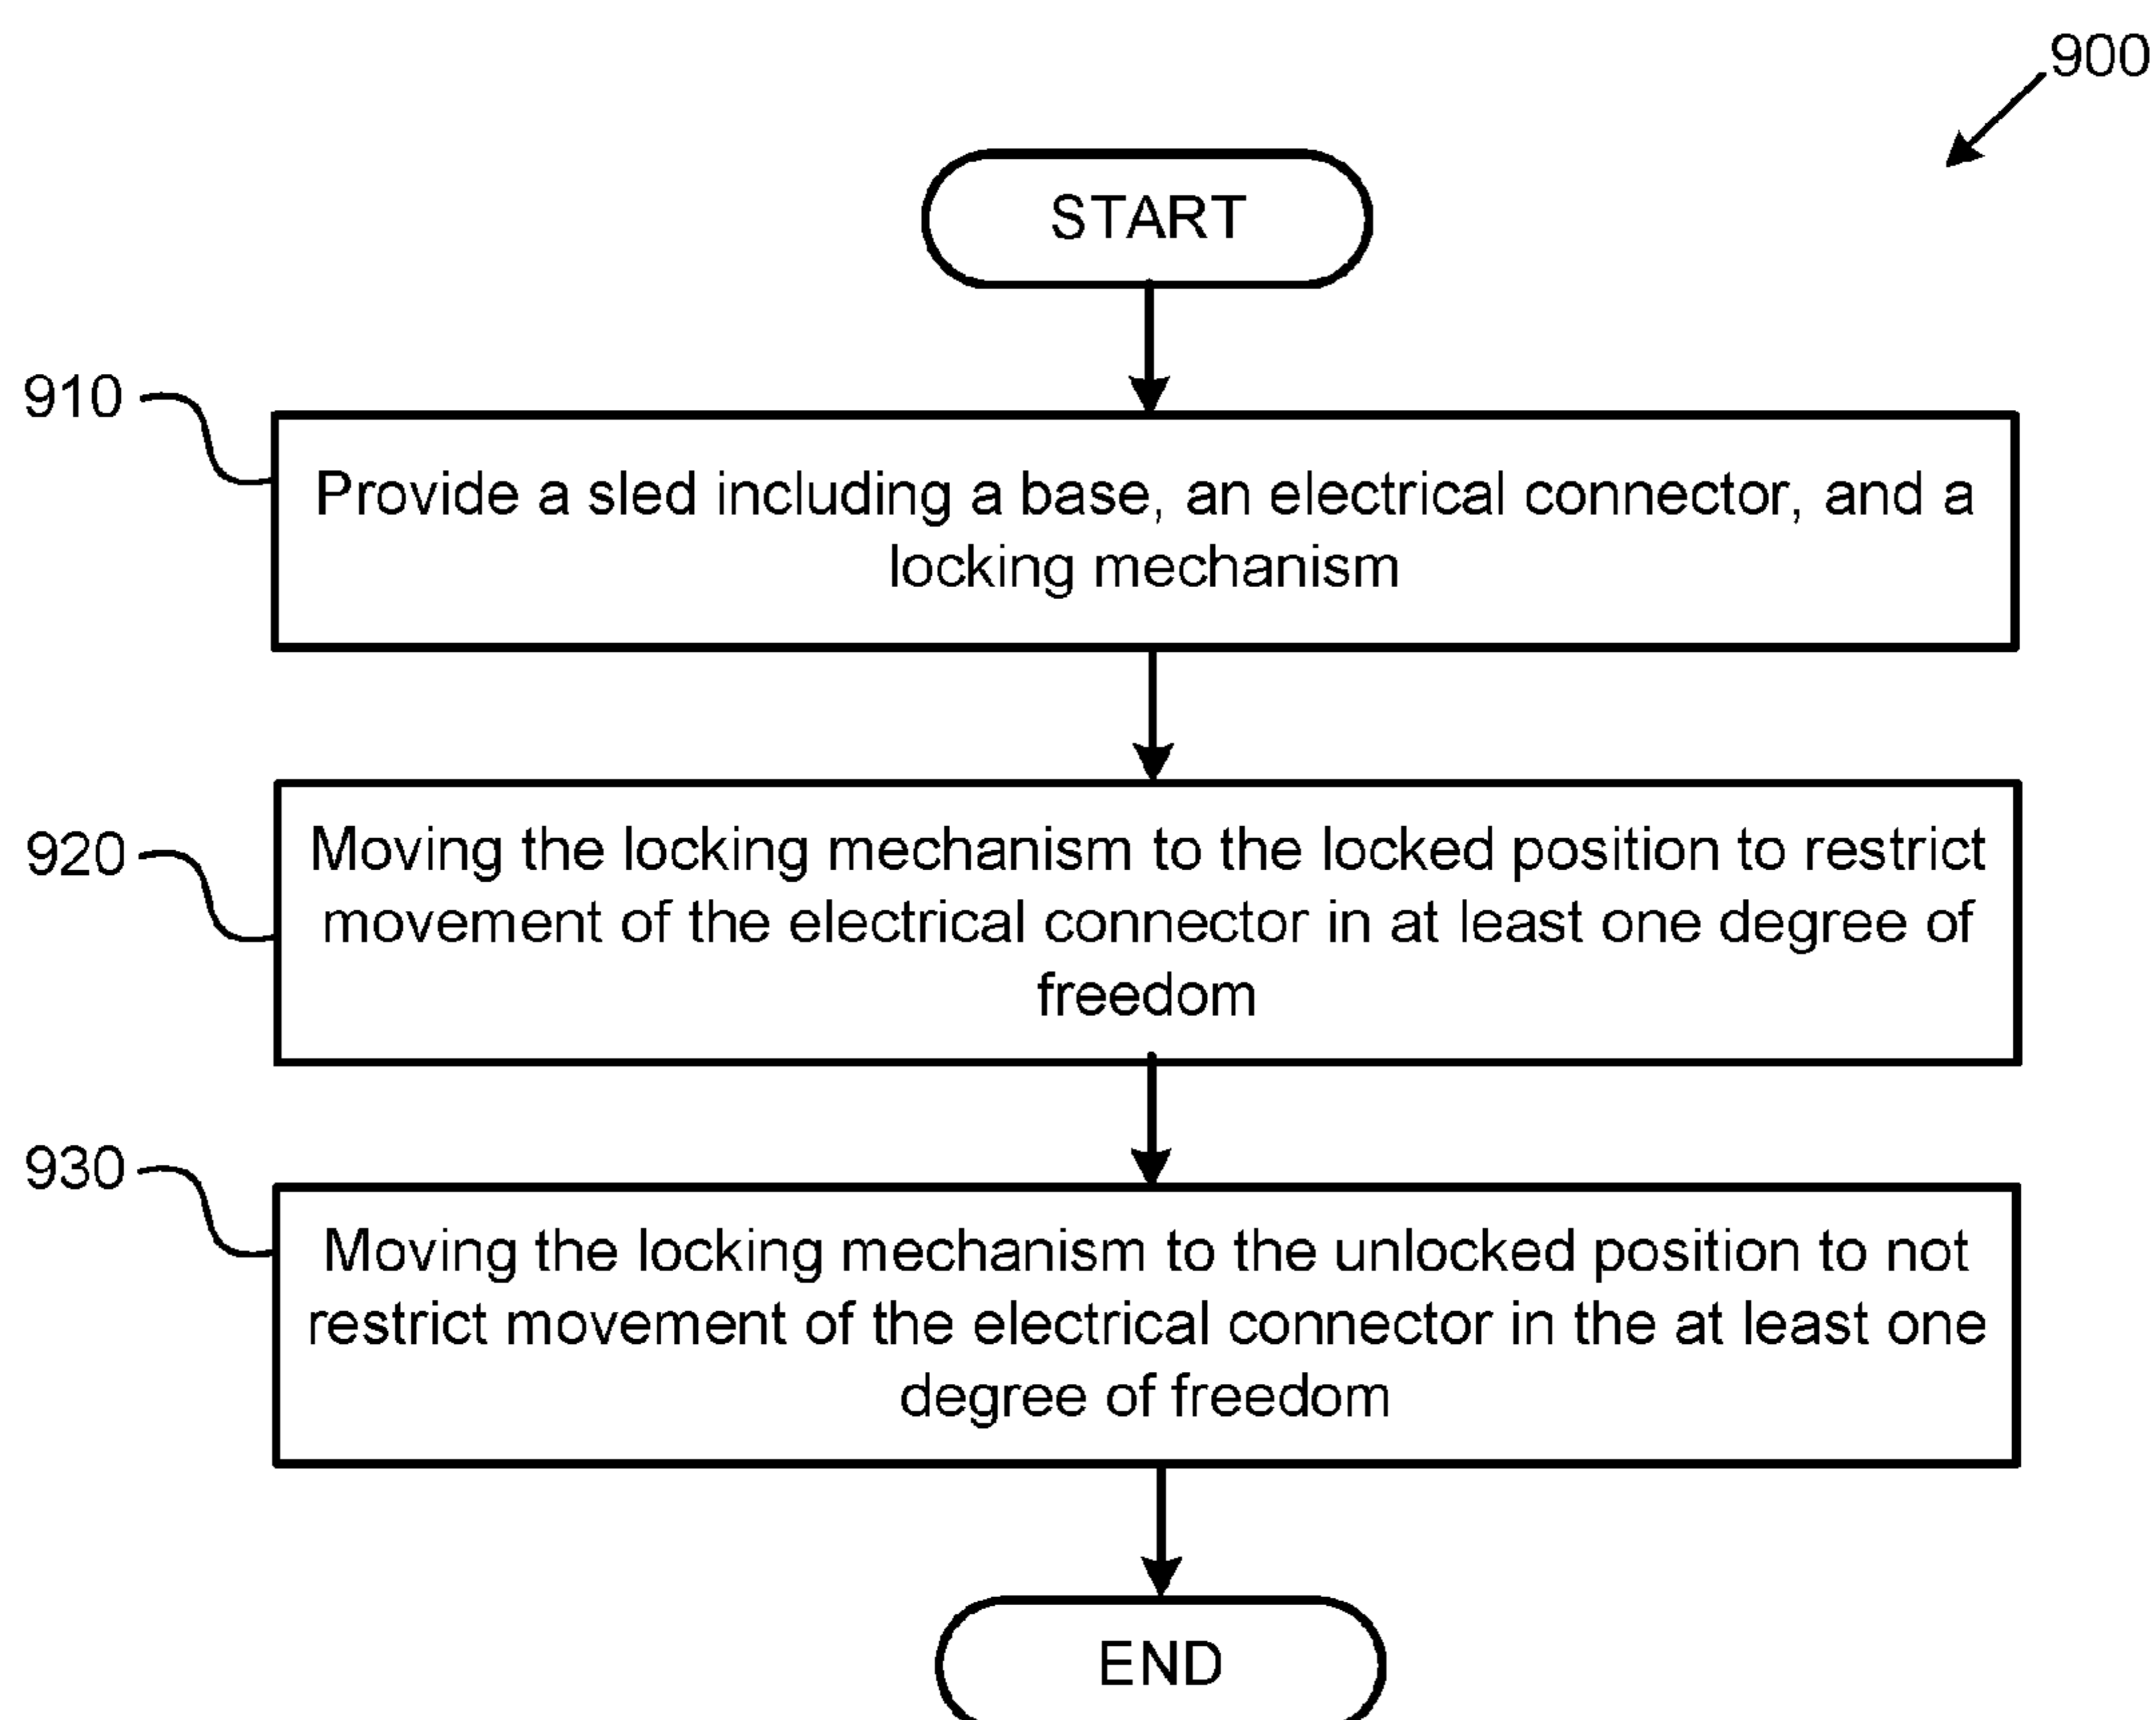 900
START
910
Provide a sled including a base, an electrical connector, and a
locking mechanism
920
Moving the locking mechanism to the locked position to restrict
movement of the electrical connector in at least one degree of
freedom
930
Moving the locking mechanism to the unlocked position to not
restrict movement of the electrical connector in the at least one
degree of freedom
END